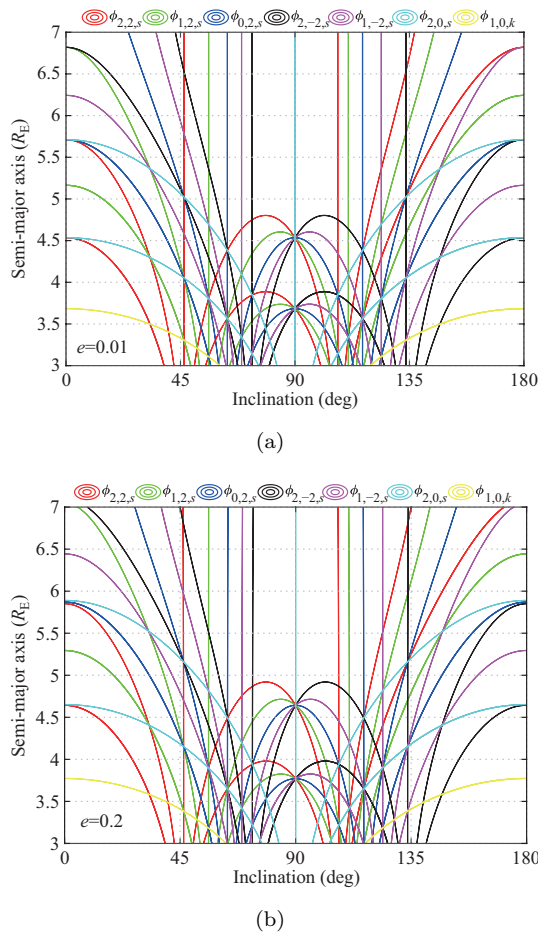 ϕ2,2,s ϕ1,2,s ϕ0,2,s ϕ2,−2,s ϕ1,−2,s ϕ2,0,s ϕ1,0,k
7
6.5
6
5.5
5
4.5
4
3.5
3
Semi-major axis (RE)
e=0.01
0 45 90 135 180
Inclination (deg)
(a)
ϕ2,2,s ϕ1,2,s ϕ0,2,s ϕ2,−2,s ϕ1,−2,s ϕ2,0,s ϕ1,0,k
7
6.5
6
5.5
5
4.5
4
3.5
3
Semi-major axis (RE)
e=0.2
0 45 90 135 180
Inclination (deg)
(b)